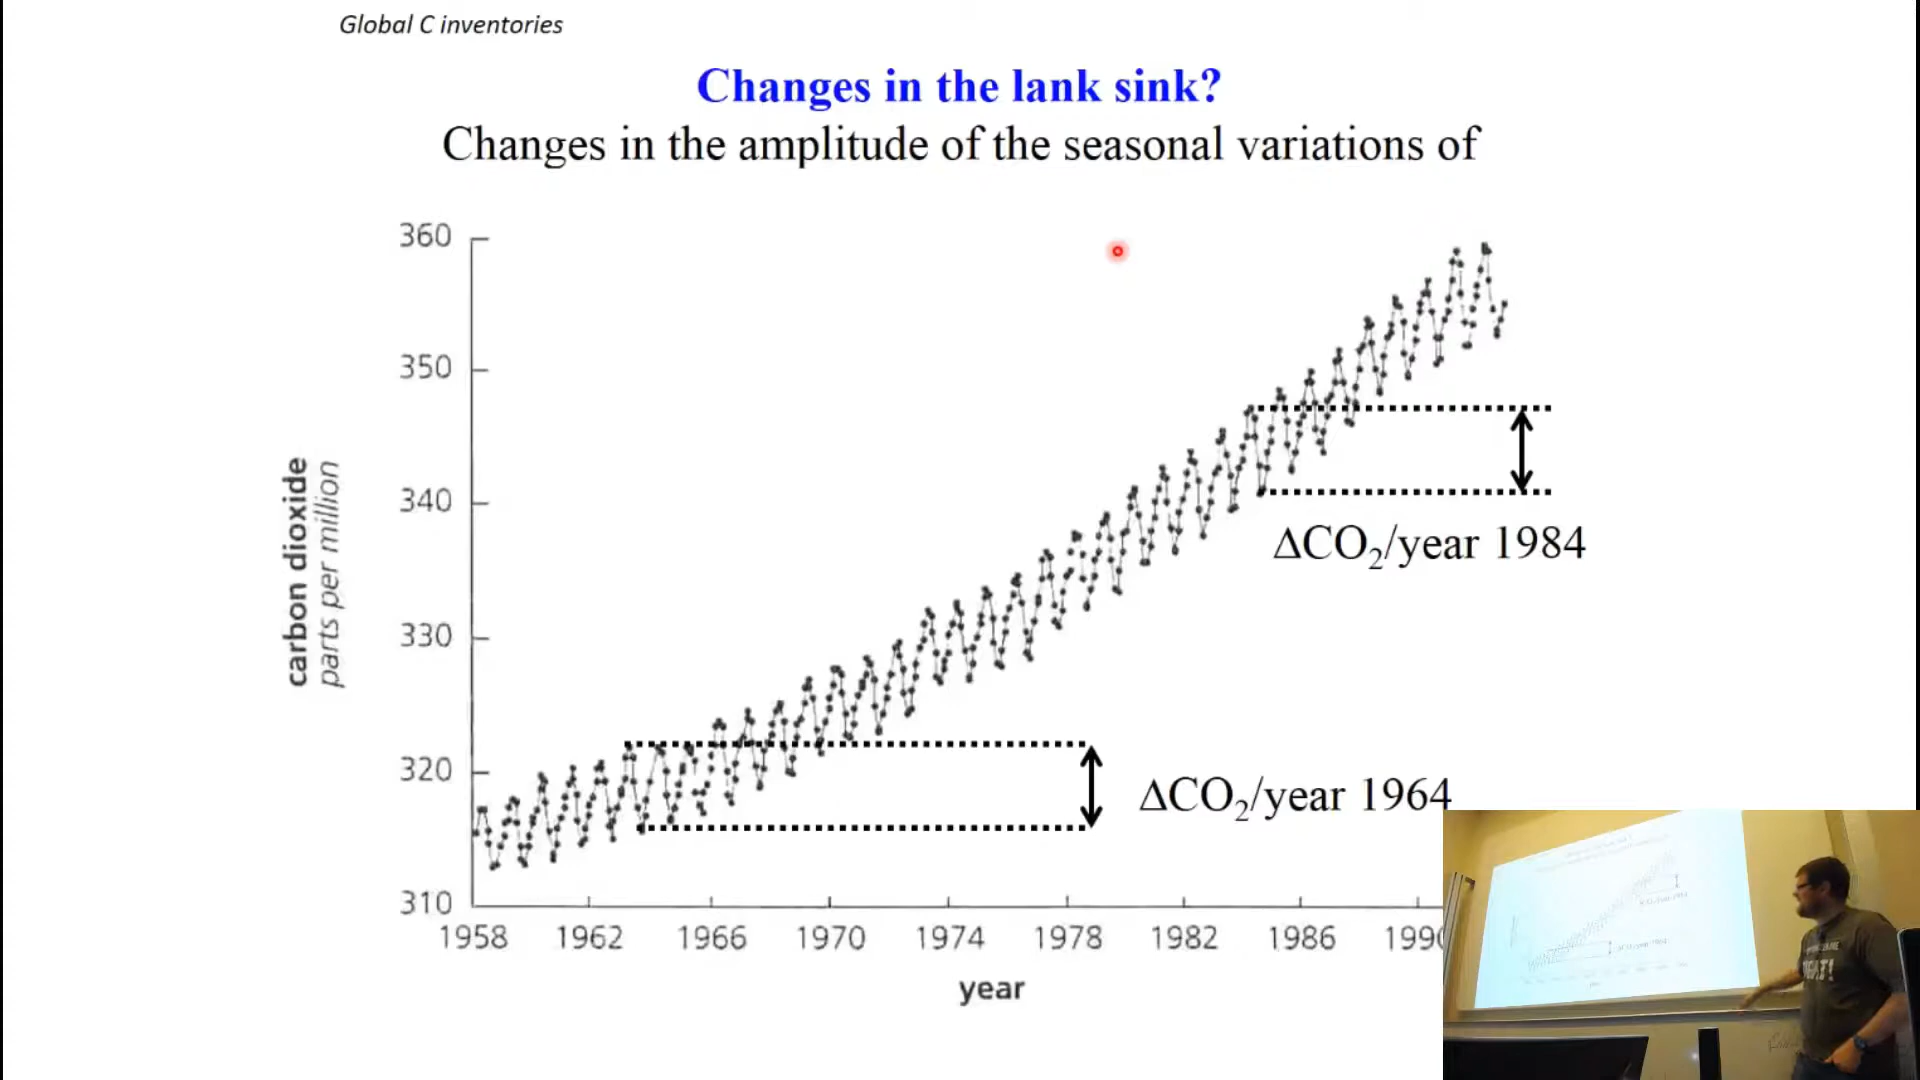 Global C inventories
Changes in the lank sink?
Changes in the amplitude of the seasonal variations of
360
350
340
330
320
310
carbon dioxide
parts per million
ΔCO₂/year 1984
ΔCO₂/year 1964
1958 1962 1966 1970 1974 1978 1982 1986 1990
year